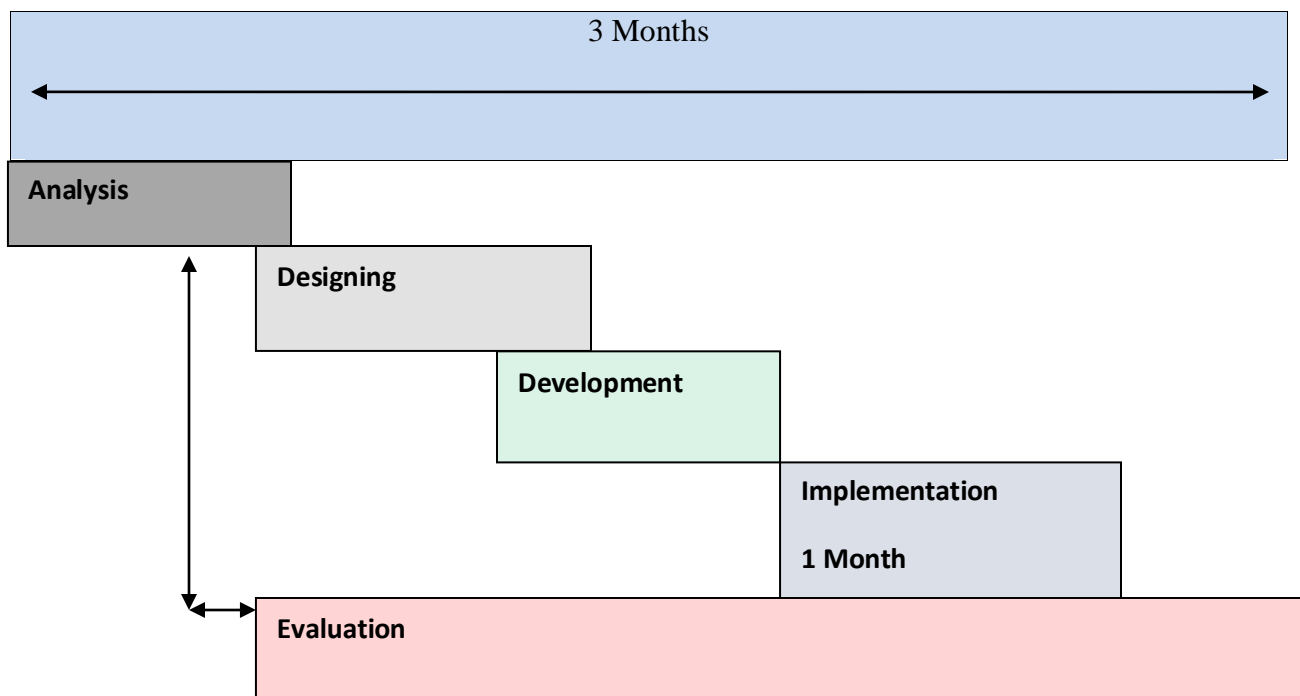 3 Months
Analysis
Designing
Development
Implementation
1 Month
Evaluation